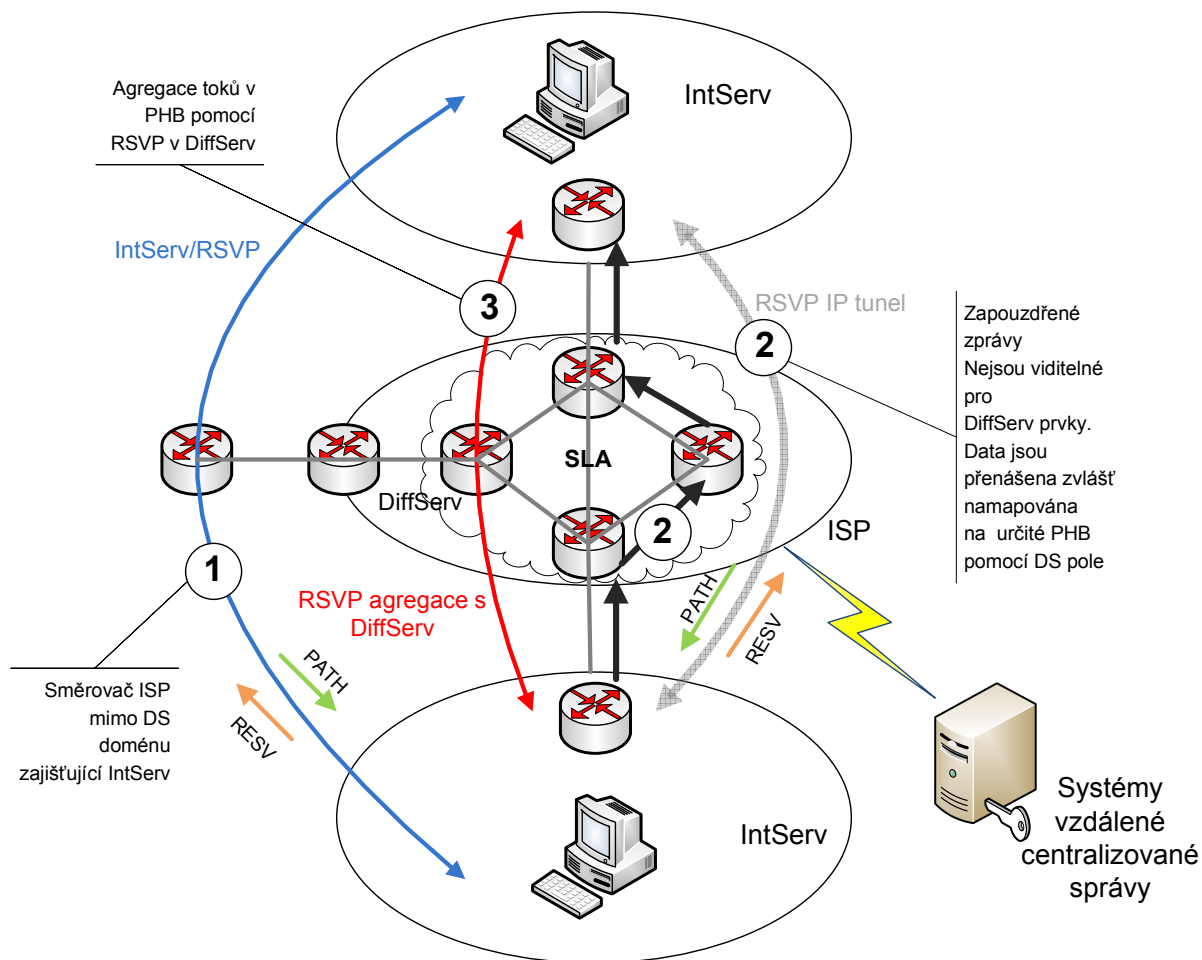 Agregace toků v
PHB pomocí
RSVP v DiffServ
IntServ
IntServ/RSVP
3
RSVP IP tunel
2
Zapouzdřené
zprávy
Nejsou viditelné
pro
DiffServ prvky.
Data jsou
přenášena zvlášť
namapována
na určité PHB
pomocí DS pole
SLA
DiffServ
2
ISP
1
RSVP agregace s
DiffServ
PATH
RESV
PATH
RESV
Směrovač ISP
mimo DS
doménu
zajišťující IntServ
IntServ
Systémy
vzdálené
centralizované
správy